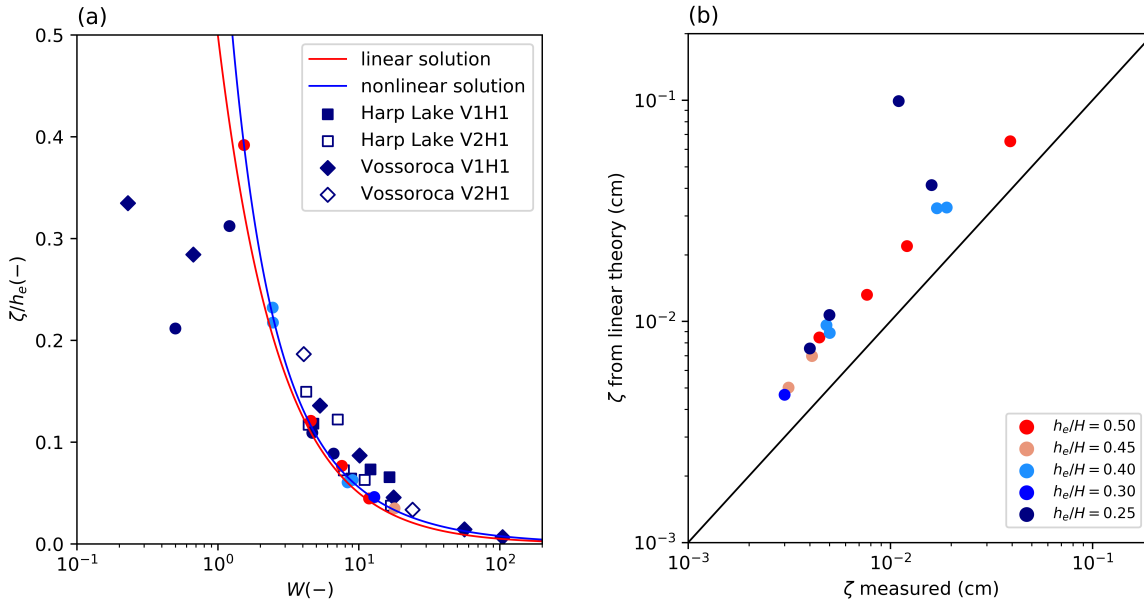 (a)
0.5
0.4
0.3
0.2
0.1
0.0
ζ/hₑ(−)
10⁻¹ 10⁰ 10¹ 10²
W(−)
linear solution
nonlinear solution
Harp Lake V1H1
Harp Lake V2H1
Vossoroca V1H1
Vossoroca V2H1
(b)
10⁻¹
10⁻²
10⁻³
ζ from linear theory (cm)
10⁻³ 10⁻² 10⁻¹
ζ measured (cm)
hₑ/H = 0.50
hₑ/H = 0.45
hₑ/H = 0.40
hₑ/H = 0.30
hₑ/H = 0.25